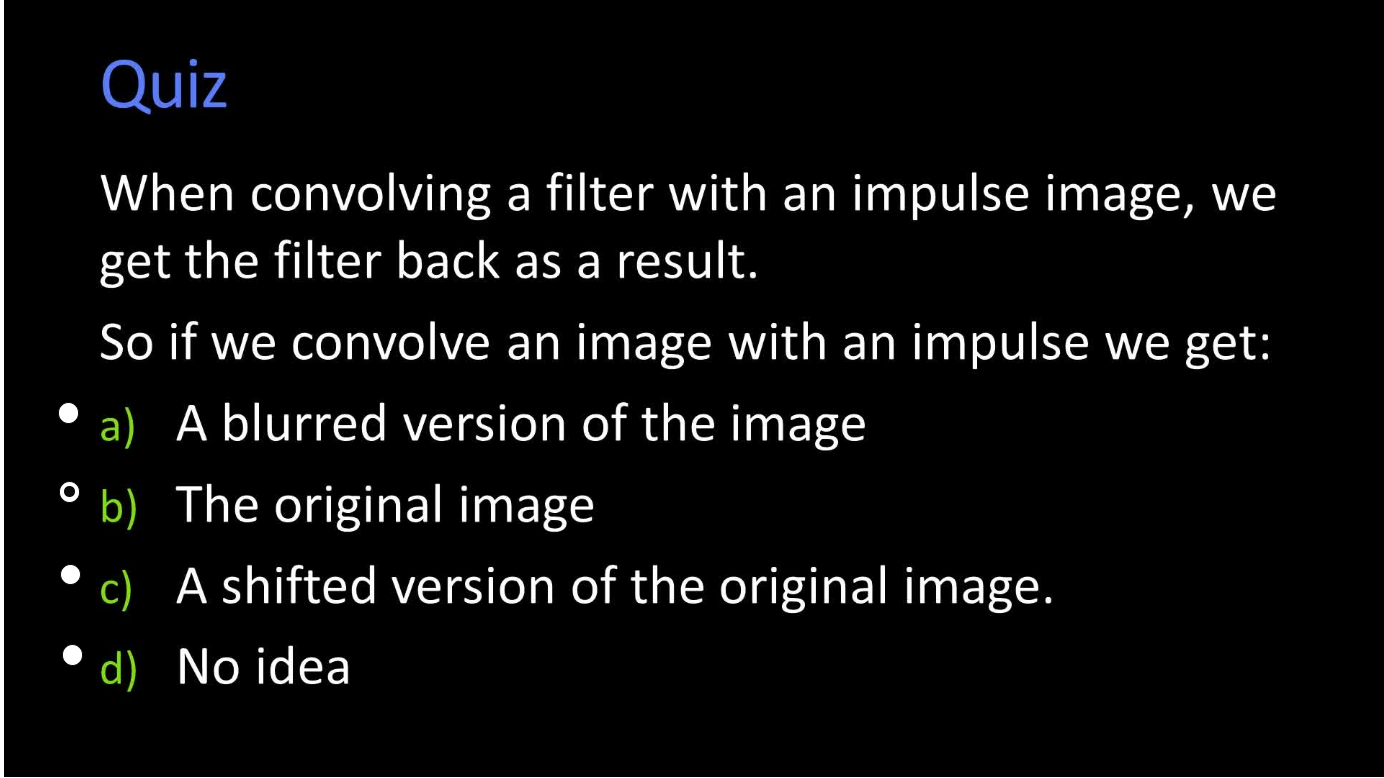 Quiz
When convolving a filter with an impulse image, we
get the filter back as a result.
So if we convolve an image with an impulse we get:
a) A blurred version of the image
b) The original image
c) A shifted version of the original image.
d) No idea